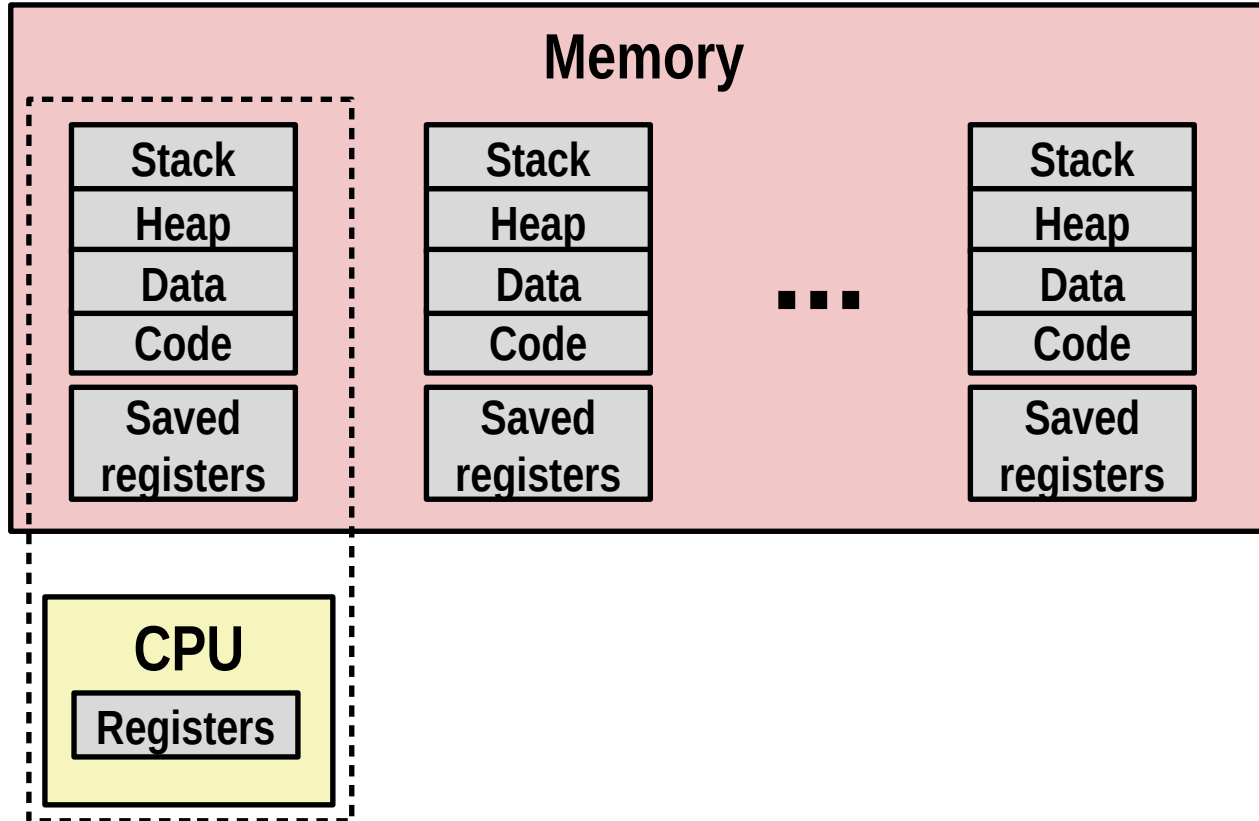 Memory
Stack
Heap
Data
Code
Saved
registers
Stack
Heap
Data
Code
Saved
registers
...
Stack
Heap
Data
Code
Saved
registers
CPU
Registers